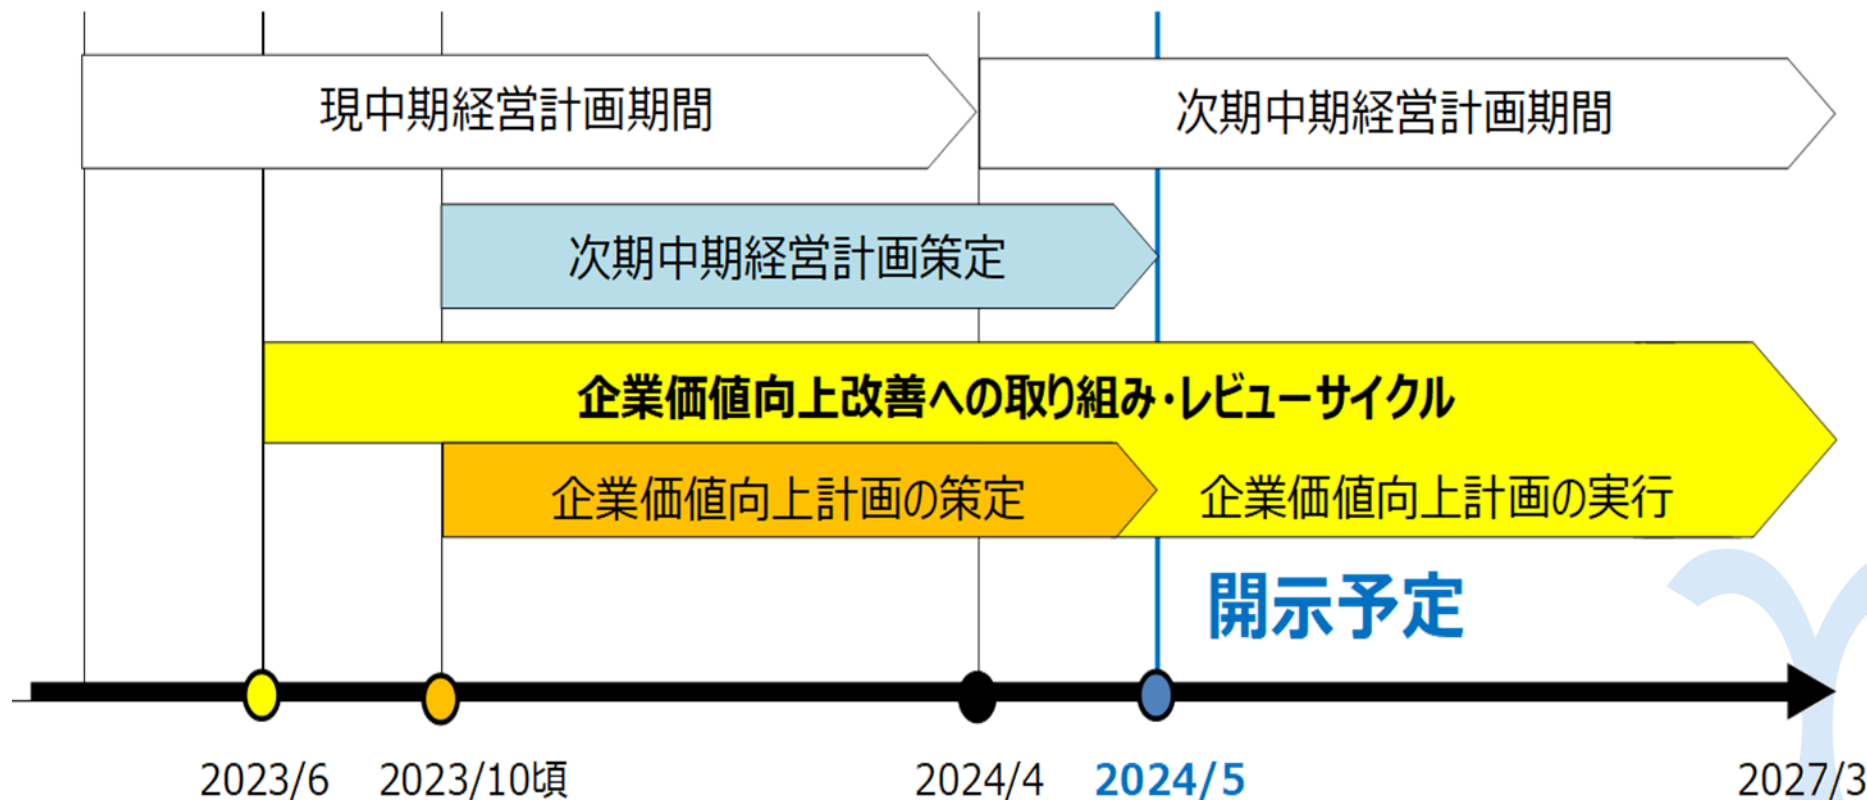 現中期経営計画期間
次期中期経営計画期間
次期中期経営計画策定
企業価値向上改善への取り組み・レビューサイクル
企業価値向上計画の策定
企業価値向上計画の実行
開示予定
2023/6
2023/10頃
2024/4
2024/5
2027/3